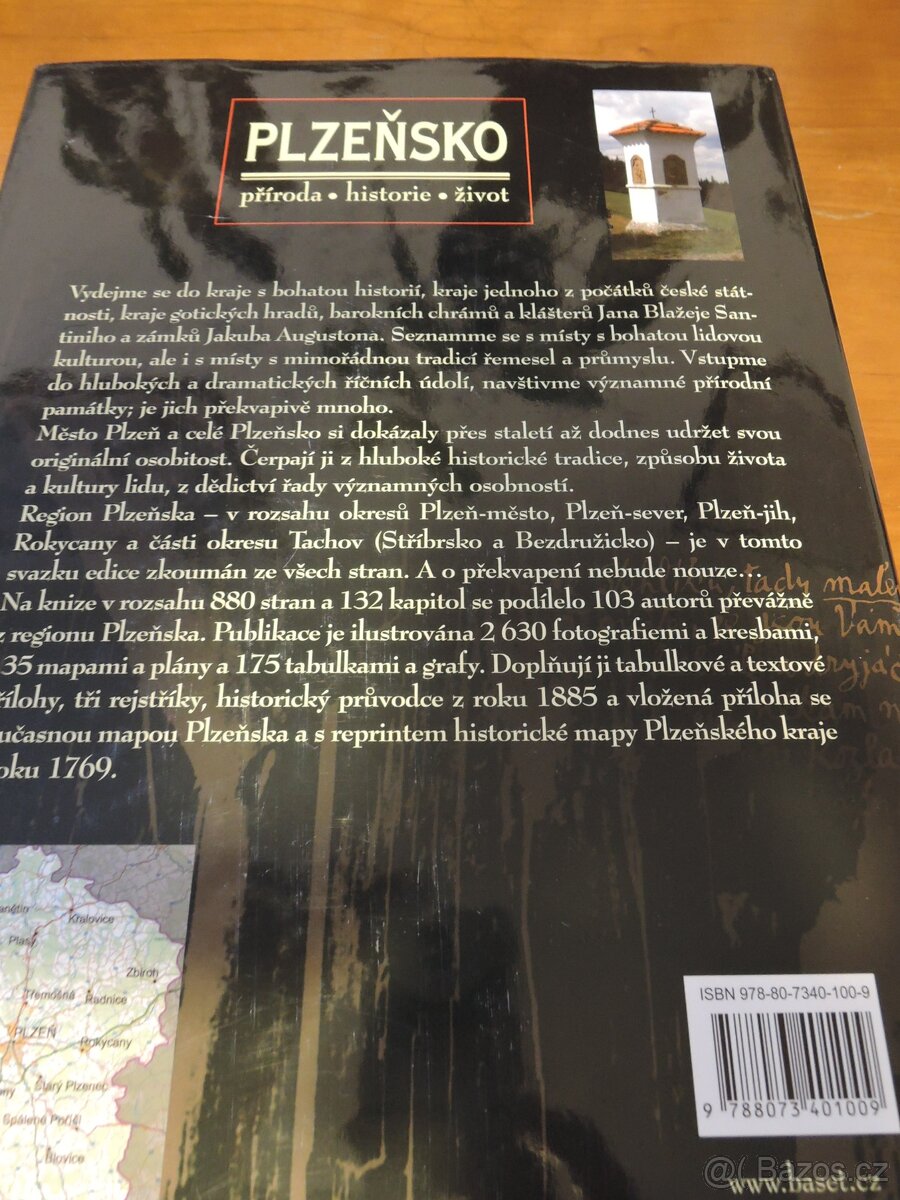 PLZEŇSKO
příroda • historie • život
Vydejme se do kraje s bohatou historií, kraje jednoho z počátků české stát-
nosti, kraje gotických hradů, barokních chrámů a klášterů Jana Blažeje San-
tiniho a zámků Jakuba Augustona. Seznamme se s místy s bohatou lidovou
kulturou, ale i s místy s mimořádnou tradicí řemesel a průmyslu. Vstupme
do hlubokých a dramatických říčních údolí, navštivme významné přírodní
památky; je jich překvapivě mnoho.
Město Plzeň a celé Plzeňsko si dokázaly přes staletí až dodnes udržet svou
originální osobitost. Čerpají ji z hluboké historické tradice, způsobu života
a kultury lidu, z dědictví řady významných osobností.
Region Plzeňska – v rozsahu okresů Plzeň-město, Plzeň-sever, Plzeň-jih,
Rokycany a části okresu Tachov (Stříbrsko a Bezdružicko) – je v tomto
svazku edice zkoumán ze všech stran. A o překvapení nebude nouze...
Na knize v rozsahu 880 stran a 132 kapitol se podílelo 103 autorů převážně
z regionu Plzeňska. Publikace je ilustrována 2 630 fotografiemi a kresbami,
35 mapami a plány a 175 tabulkami a grafy. Doplňují ji tabulkové a textové
řílohy, tři rejstříky, historický průvodce z roku 1885 a vložená příloha se
učasnou mapou Plzeňska a s reprintem historické mapy Plzeňského kraje
oku 1769.
tady male
Vám
Kralovice
Plasy
Zbiroh
Třemošná
Radnice
PLZEŇ
Rokycany
Starý Plzenec
Spálené Poříčí
Blovice
ISBN 978-80-7340-100-9
9 788073 401009
www.baset.cz
@( Bazos.cz